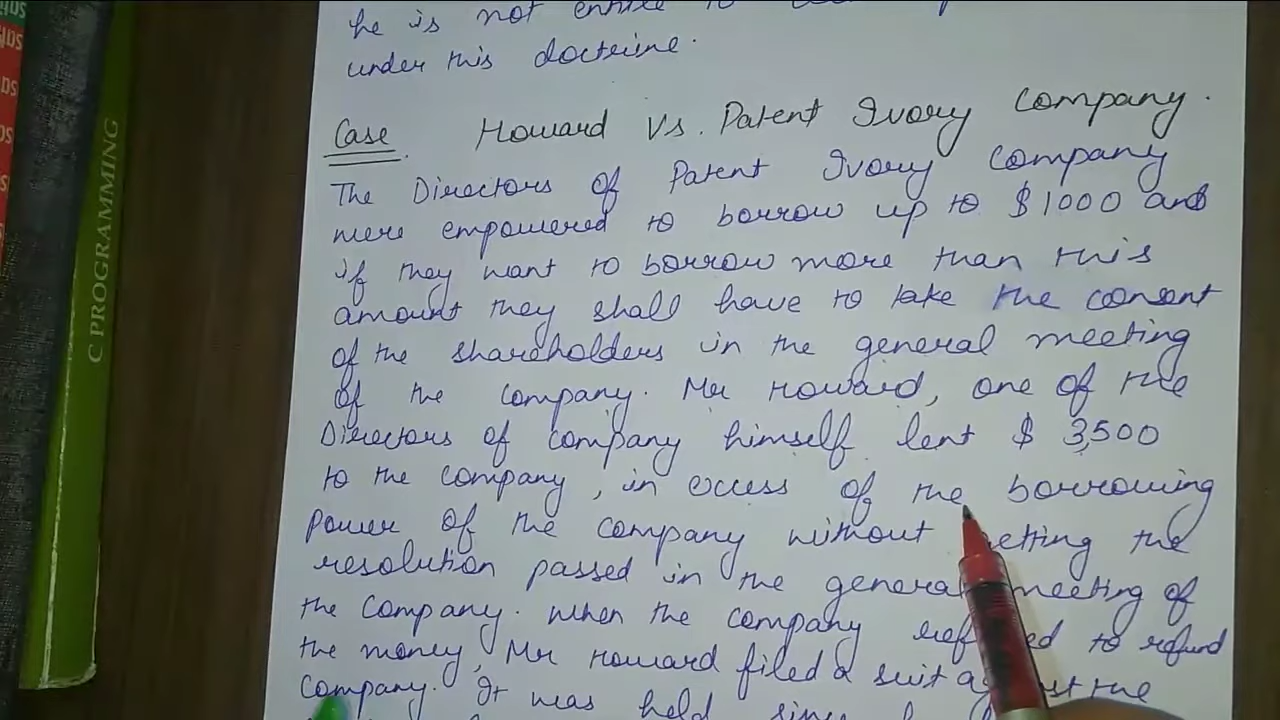 he is not
under this doctrine.
Case Howard Vs. Patent Ivory Company.
The Directors of Patent Ivory Company
were empowered to borrow up to $1000 and
if they want to borrow more than this
amount they shall have to take the consent
of the shareholders in the general meeting
of the company. Mr Howard, one of the
Directors of company himself lent $ 3,500
to the company, in excess of the borrowing
power of the company without the
resolution passed in the general meeting of
the company. When the company to refund
the money, Mr Howard filed a suit the
company. It was held since
C PROGRAMMING